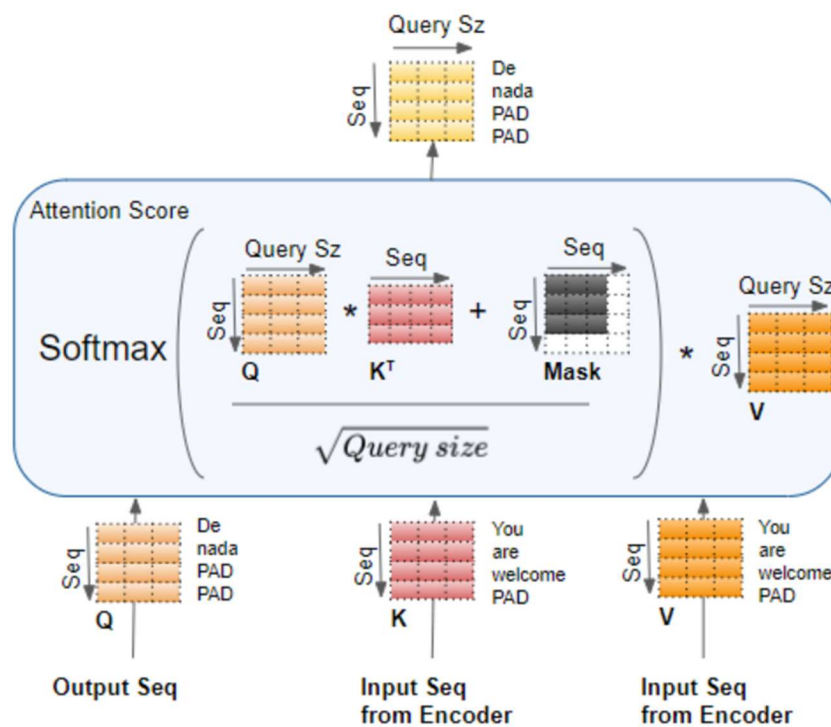 Query Sz
Seq
De
nada
PAD
PAD
Attention Score
Query Sz
Seq
Seq
Query Sz
Seq
Seq
Seq
Softmax
*
+
*
Q
Kᵀ
Mask
V
√Query size
Seq
De
nada
PAD
PAD
Q
Seq
You
are
welcome
PAD
K
Seq
You
are
welcome
PAD
V
Output Seq
Input Seq
from Encoder
Input Seq
from Encoder